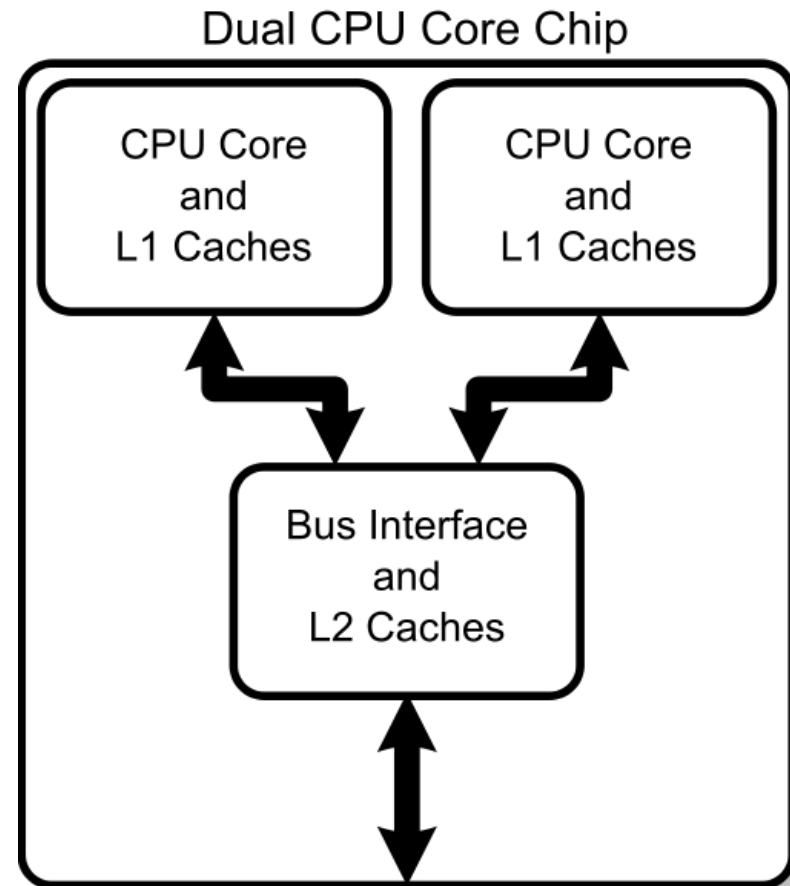 Dual CPU Core Chip
CPU Core
and
L1 Caches
CPU Core
and
L1 Caches
Bus Interface
and
L2 Caches